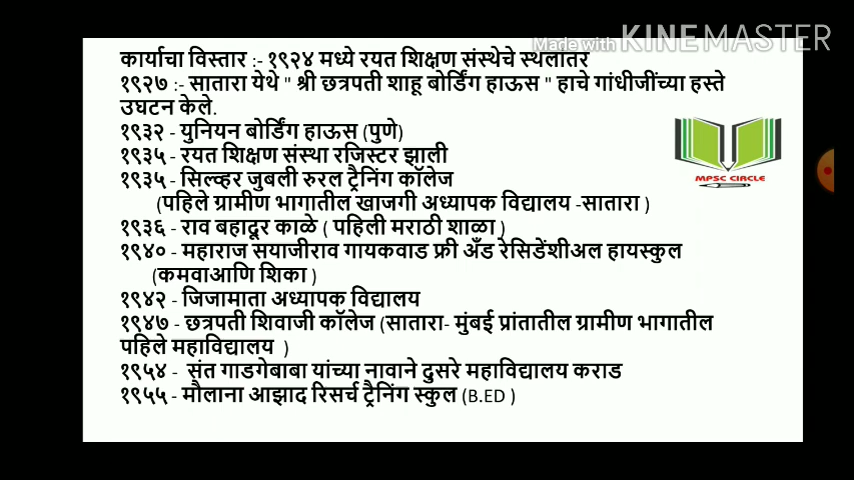 Made with KINEMASTER
कार्याचा विस्तार :- १९२४ मध्ये रयत शिक्षण संस्थेचे स्थलांतर
१९२७ :- सातारा येथे " श्री छत्रपती शाहू बोर्डिंग हाऊस " हाचे गांधीजींच्या हस्ते
उघटन केले.
१९३२ - युनियन बोर्डिंग हाऊस (पुणे)
१९३५ - रयत शिक्षण संस्था रजिस्टर झाली
१९३५ - सिल्व्हर जुबली रुरल ट्रैनिंग कॉलेज
(पहिले ग्रामीण भागातील खाजगी अध्यापक विद्यालय -सातारा )
१९३६ - राव बहादूर काळे ( पहिली मराठी शाळा )
१९४० - महाराज सयाजीराव गायकवाड फ्री अँड रेसिडेंशीअल हायस्कुल
(कमवाआणि शिका )
१९४२ - जिजामाता अध्यापक विद्यालय
१९४७ - छत्रपती शिवाजी कॉलेज (सातारा- मुंबई प्रांतातील ग्रामीण भागातील
पहिले महाविद्यालय )
१९५४ - संत गाडगेबाबा यांच्या नावाने दुसरे महाविद्यालय कराड
१९५५ - मौलाना आझाद रिसर्च ट्रैनिंग स्कुल (B.ED )
MPSC CIRCLE